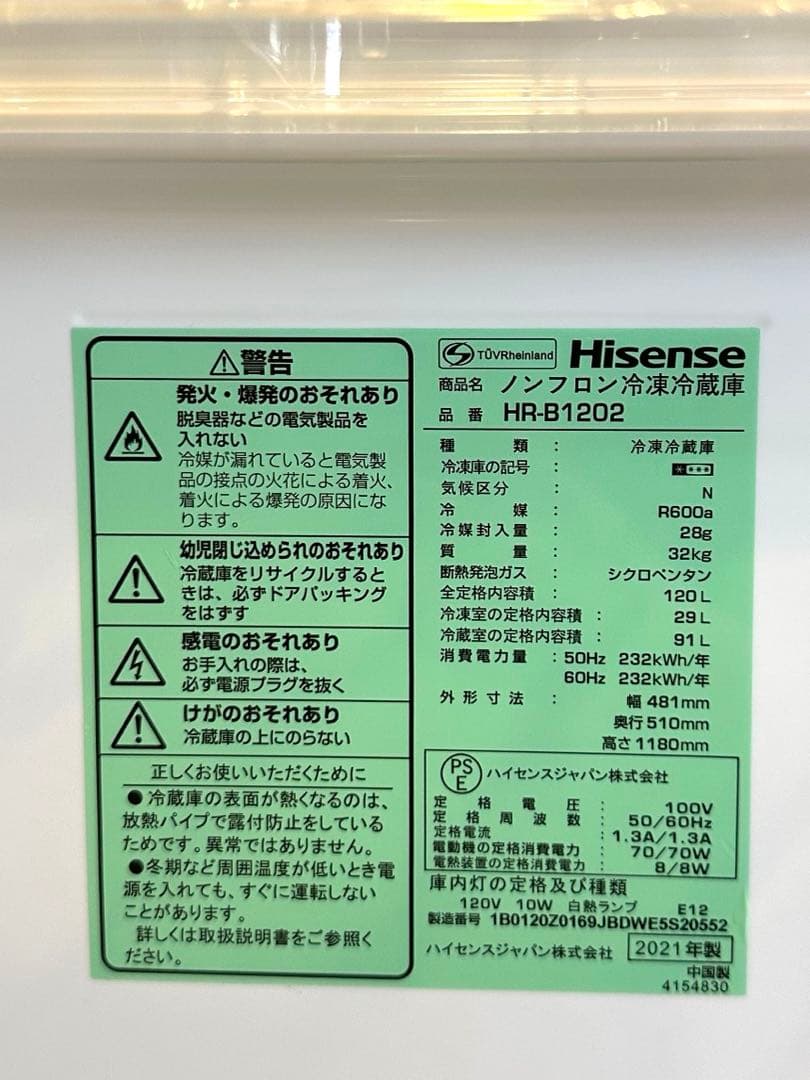 警告
発火・爆発のおそれあり
脱臭器などの電気製品を
入れない
冷媒が漏れていると電気製
品の接点の火花による着火、
着火による爆発の原因にな
ります。
幼児閉じ込められのおそれあり
冷蔵庫をリサイクルすると
きは、必ずドアパッキング
をはずす
感電のおそれあり
お手入れの際は、
必ず電源プラグを抜く
けがのおそれあり
冷蔵庫の上にのらない
正しくお使いいただくために
●冷蔵庫の表面が熱くなるのは、
放熱パイプで露付防止をしている
ためです。異常ではありません。
●冬期など周囲温度が低いとき電
源を入れても、すぐに運転しない
ことがあります。
詳しくは取扱説明書をご参照く
ださい。
TÜVRheinland Hisense
商品名 ノンフロン冷凍冷蔵庫
品番 HR-B1202
種類 : 冷凍冷蔵庫
冷凍庫の記号 :
気候区分 : N
冷媒 : R600a
冷媒封入量 : 28g
質量 : 32kg
断熱発泡ガス : シクロペンタン
全定格内容積 : 120L
冷凍室の定格内容積 : 29L
冷蔵室の定格内容積 : 91L
消費電力量 : 50Hz 232kWh/年
60Hz 232kWh/年
外形寸法 : 幅 481mm
奥行 510mm
高さ 1180mm
PSE ハイセンスジャパン株式会社
定格電圧 : 100V
定格周波数 : 50/60Hz
定格電流 : 1.3A/1.3A
電動機の定格消費電力 : 70/70W
電熱装置の定格消費電力 : 8/8W
庫内灯の定格及び種類
120V 10W 白熱ランプ E12
製造番号 1B0120Z0169JBDWE5S20552
ハイセンスジャパン株式会社 2021年製
中国製
4154830